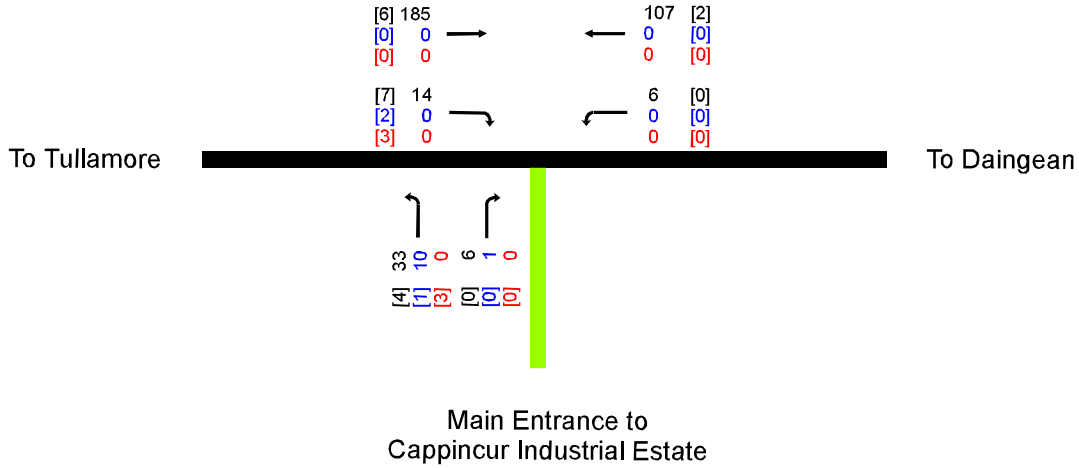 [6] 185 107 [2]
[0] 0 0 [0]
[0] 0 0 [0]
[7] 14 6 [0]
[2] 0 0 [0]
[3] 0 0 [0]
To Tullamore To Daingean
33 10 0 6 1 0
[4] [1] [3] [0] [0] [0]
Main Entrance to
Cappincur Industrial Estate